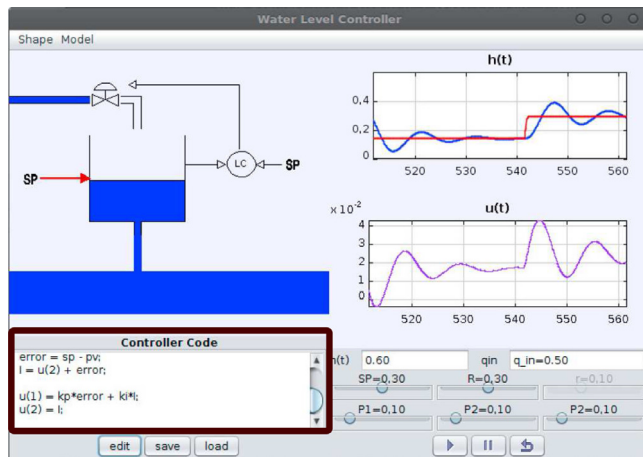 Water Level Controller
Shape Model
h(t)
0,4
0,2
0
520 530 540 550 560
LC
SP
SP
u(t)
×10⁻²
4
3
2
1
0
520 530 540 550 560
Controller Code
error = sp - pv;
I = u(2) + error;
u(1) = kp*error + ki*I;
u(2) = I;
(t) 0.60 qin q_in=0.50
SP=0,30 R=0,30 r=0,10
P1=0,10 P2=0,10 P2=0,10
edit save load